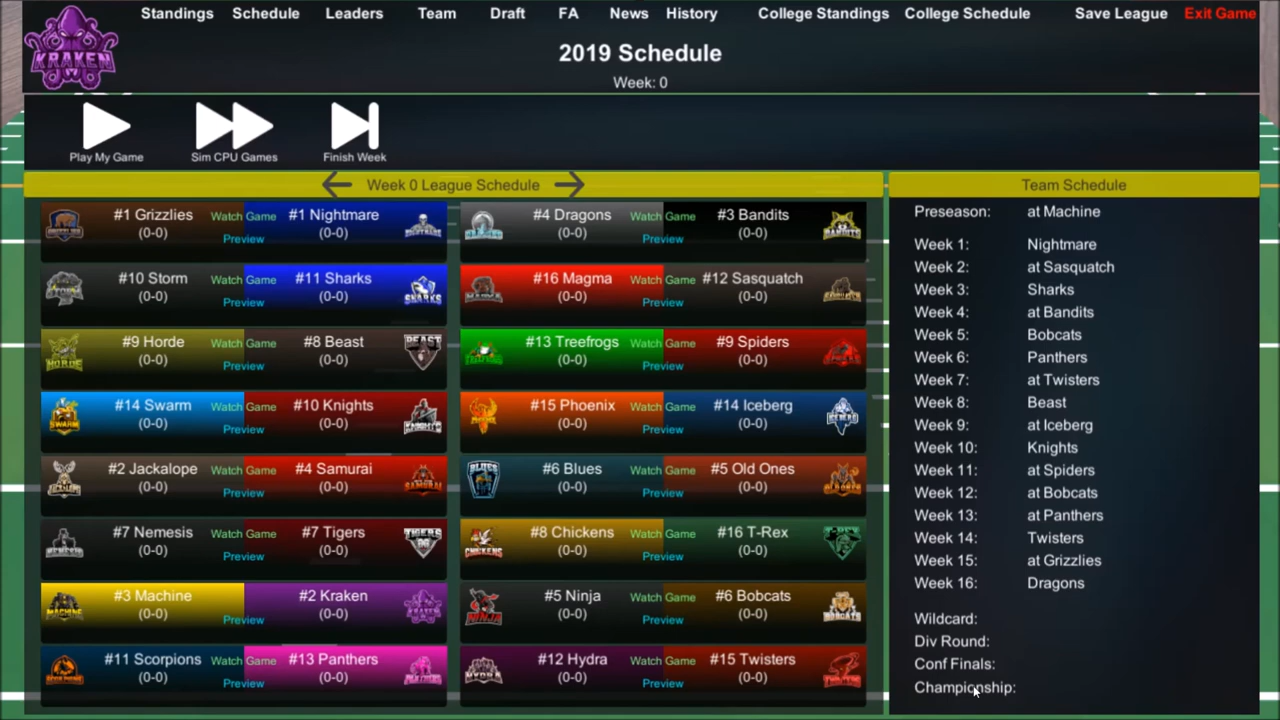 KRAKEN
Standings Schedule Leaders Team Draft FA News History College Standings College Schedule Save League Exit Game
2019 Schedule
Week: 0
Play My Game Sim CPU Games Finish Week
Week 0 League Schedule
#1 Grizzlies Watch Game #1 Nightmare
(0-0) Preview (0-0)
#4 Dragons Watch Game #3 Bandits
(0-0) Preview (0-0)
#10 Storm Watch Game #11 Sharks
(0-0) Preview (0-0)
#16 Magma Watch Game #12 Sasquatch
(0-0) Preview (0-0)
#9 Horde Watch Game #8 Beast
(0-0) Preview (0-0)
#13 Treefrogs Watch Game #9 Spiders
(0-0) Preview (0-0)
#14 Swarm Watch Game #10 Knights
(0-0) Preview (0-0)
#15 Phoenix Watch Game #14 Iceberg
(0-0) Preview (0-0)
#2 Jackalope Watch Game #4 Samurai
(0-0) Preview (0-0)
#6 Blues Watch Game #5 Old Ones
(0-0) Preview (0-0)
#7 Nemesis Watch Game #7 Tigers
(0-0) Preview (0-0)
#8 Chickens Watch Game #16 T-Rex
(0-0) Preview (0-0)
#3 Machine #2 Kraken
(0-0) Preview (0-0)
#5 Ninja Watch Game #6 Bobcats
(0-0) Preview (0-0)
#11 Scorpions Watch Game #13 Panthers
(0-0) Preview (0-0)
#12 Hydra Watch Game #15 Twisters
(0-0) Preview (0-0)
Team Schedule
Preseason: at Machine
Week 1: Nightmare
Week 2: at Sasquatch
Week 3: Sharks
Week 4: at Bandits
Week 5: Bobcats
Week 6: Panthers
Week 7: at Twisters
Week 8: Beast
Week 9: at Iceberg
Week 10: Knights
Week 11: at Spiders
Week 12: at Bobcats
Week 13: at Panthers
Week 14: Twisters
Week 15: at Grizzlies
Week 16: Dragons
Wildcard:
Div Round:
Conf Finals:
Championship: